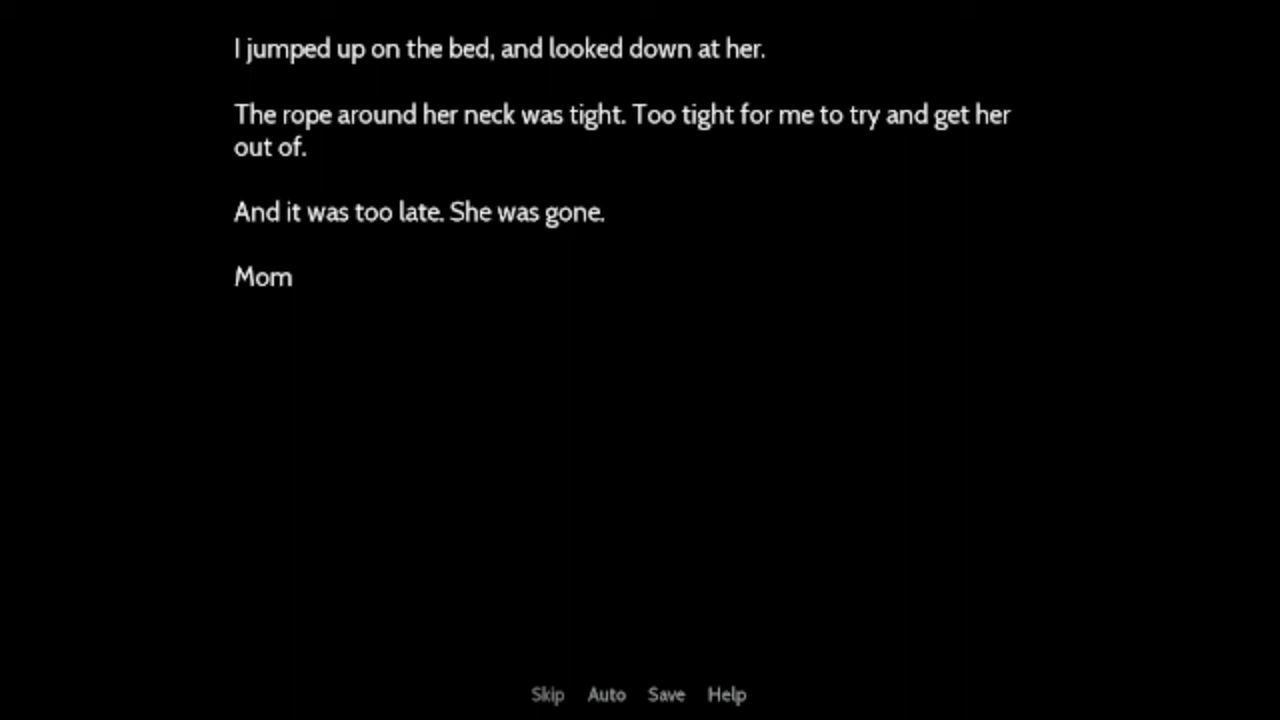 I jumped up on the bed, and looked down at her.
The rope around her neck was tight. Too tight for me to try and get her
out of.
And it was too late. She was gone.
Mom
Skip Auto Save Help